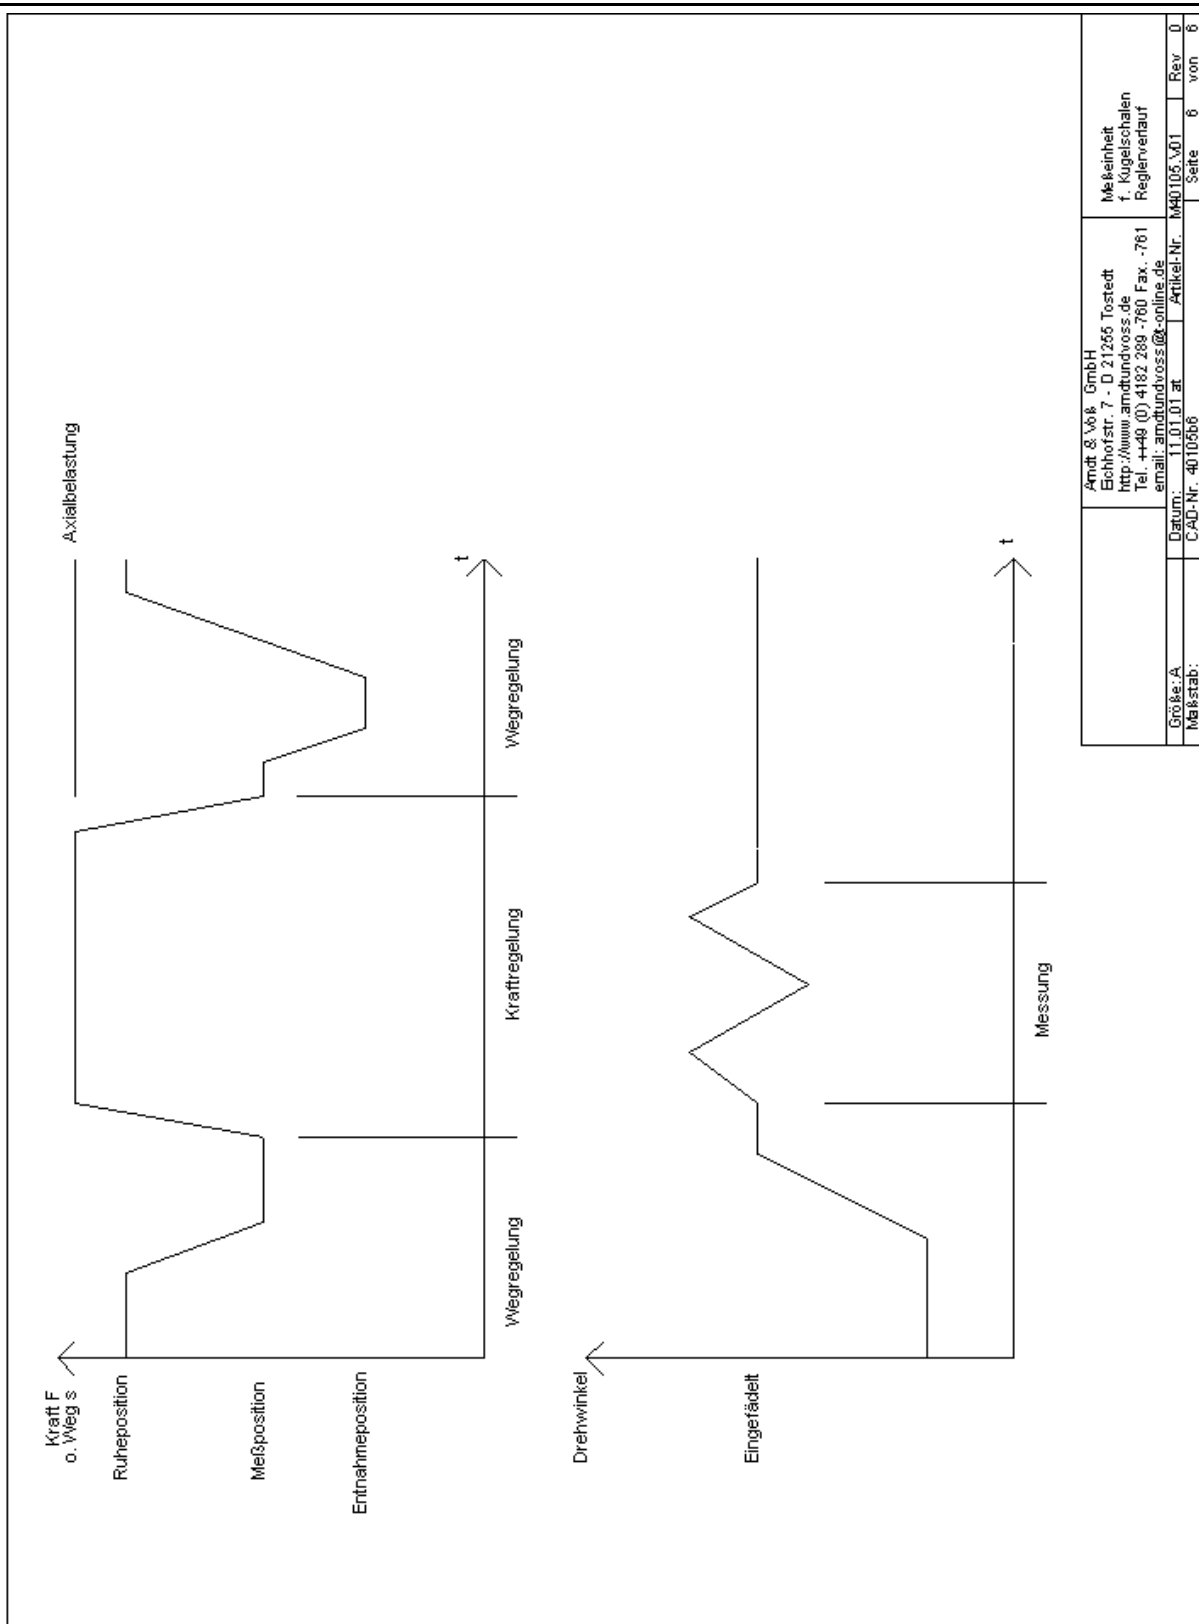 Kraft F
o. Weg s
Ruheposition
Meßposition
Entnahmeposition
Axialbelastung
t
Wegregelung
Kraftregelung
Wegregelung
Drehwinkel
Eingefädelt
t
Messung
Arndt & Voß GmbH
Eichhofstr. 7 - D 21255 Tostedt
http://www.arndtundvoss.de
Tel. ++49 (0) 4182 289 -760 Fax. -761
email: arndtundvoss@t-online.de
Meßeinheit
f. Kugelschalen
Reglerverlauf
Größe: A
Datum: 11.01.01 at
Artikel-Nr. M40105.V01
Rev 0
Maßstab:
CAD-Nr. 40105b6
Seite 6 von 6